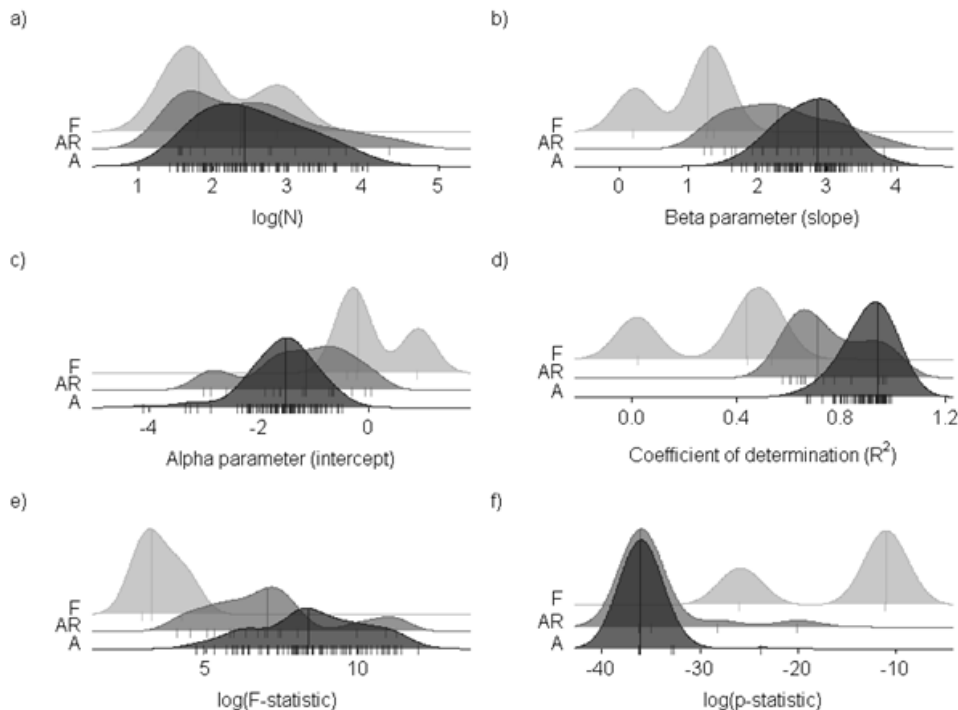 a)
F
AR
A
1 2 3 4 5
log(N)
b)
F
AR
A
0 1 2 3 4
Beta parameter (slope)
c)
F
AR
A
-4 -2 0
Alpha parameter (intercept)
d)
F
AR
A
0.0 0.4 0.8 1.2
Coefficient of determination (R²)
e)
F
AR
A
5 10
log(F-statistic)
f)
F
AR
A
-40 -30 -20 -10
log(p-statistic)